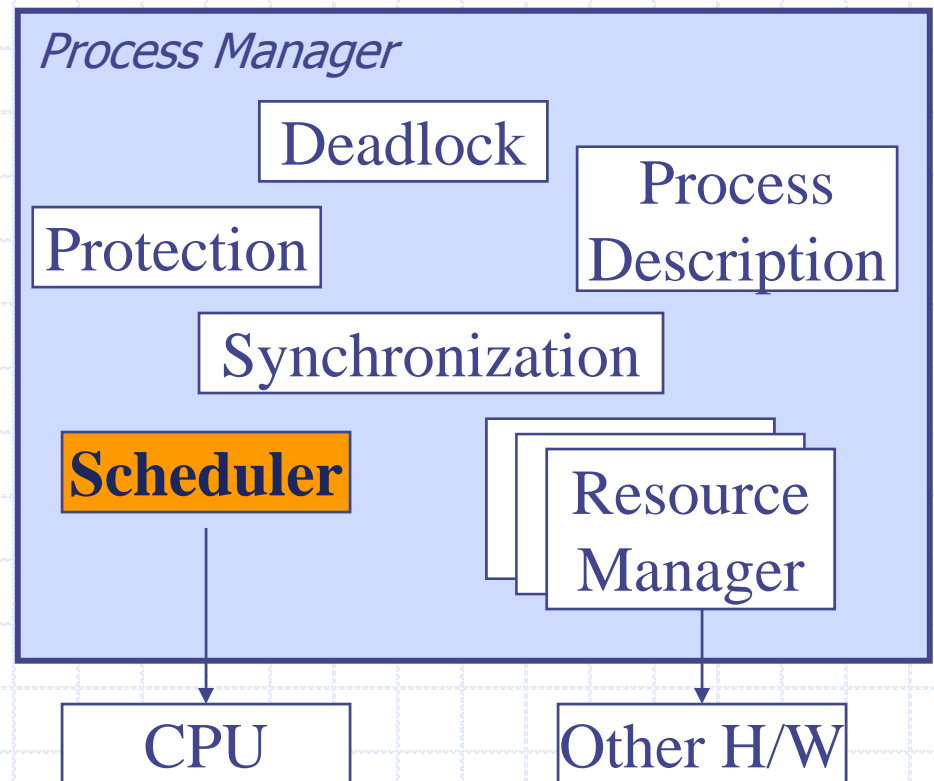 Process Manager
Deadlock
Process
Description
Protection
Synchronization
Scheduler
Resource
Manager
CPU
Other H/W